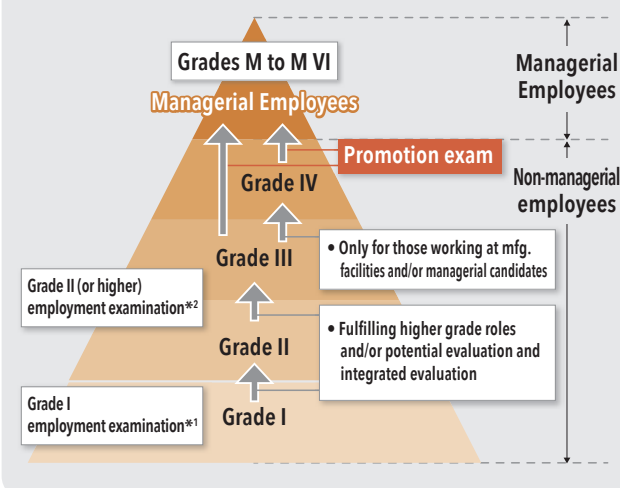 Grades M to M VI
Managerial Employees
Managerial
Employees
Promotion exam
Grade IV
Non-managerial
employees
Grade III
• Only for those working at mfg.
facilities and/or managerial candidates
Grade II (or higher)
employment examination*2
• Fulfilling higher grade roles
and/or potential evaluation and
integrated evaluation
Grade II
Grade I
employment examination*1
Grade I